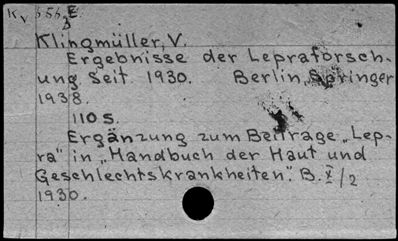 Klingmüller, V.
Ergebnisse der Lepraforsch-
ung seit 1930. Berlin, Springer
1938.
110 s.
Ergänzung zum Beitrage „Lep-
ra" in „Handbuch der Haut und
Geschlechtskrankheiten". B. X/2
1930.